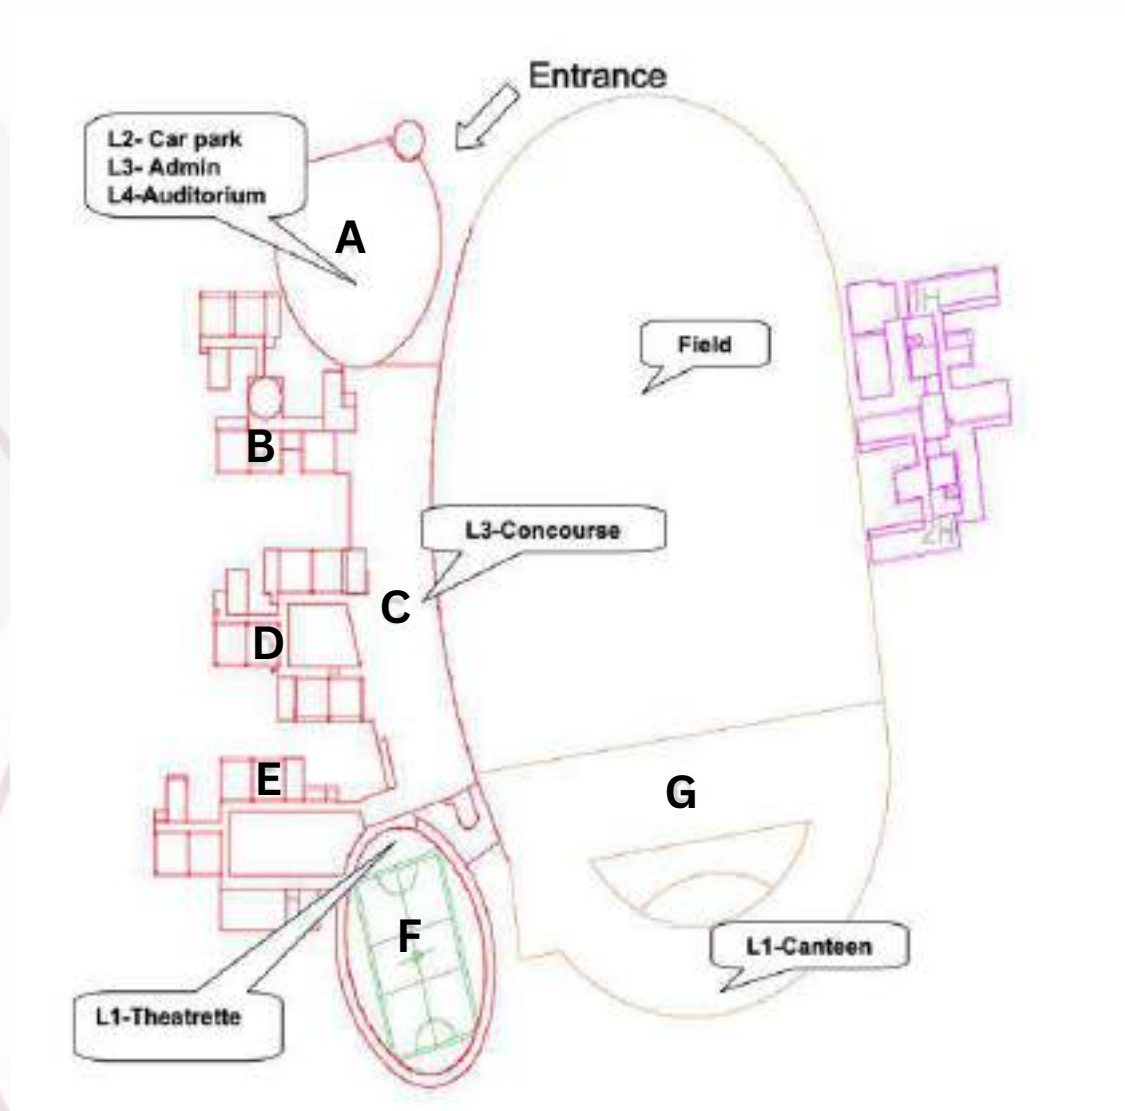 Entrance
L2- Car park
L3- Admin
L4-Auditorium
A
Field
B
L3-Concourse
C
D
E
G
F
L1-Canteen
L1-Theatrette